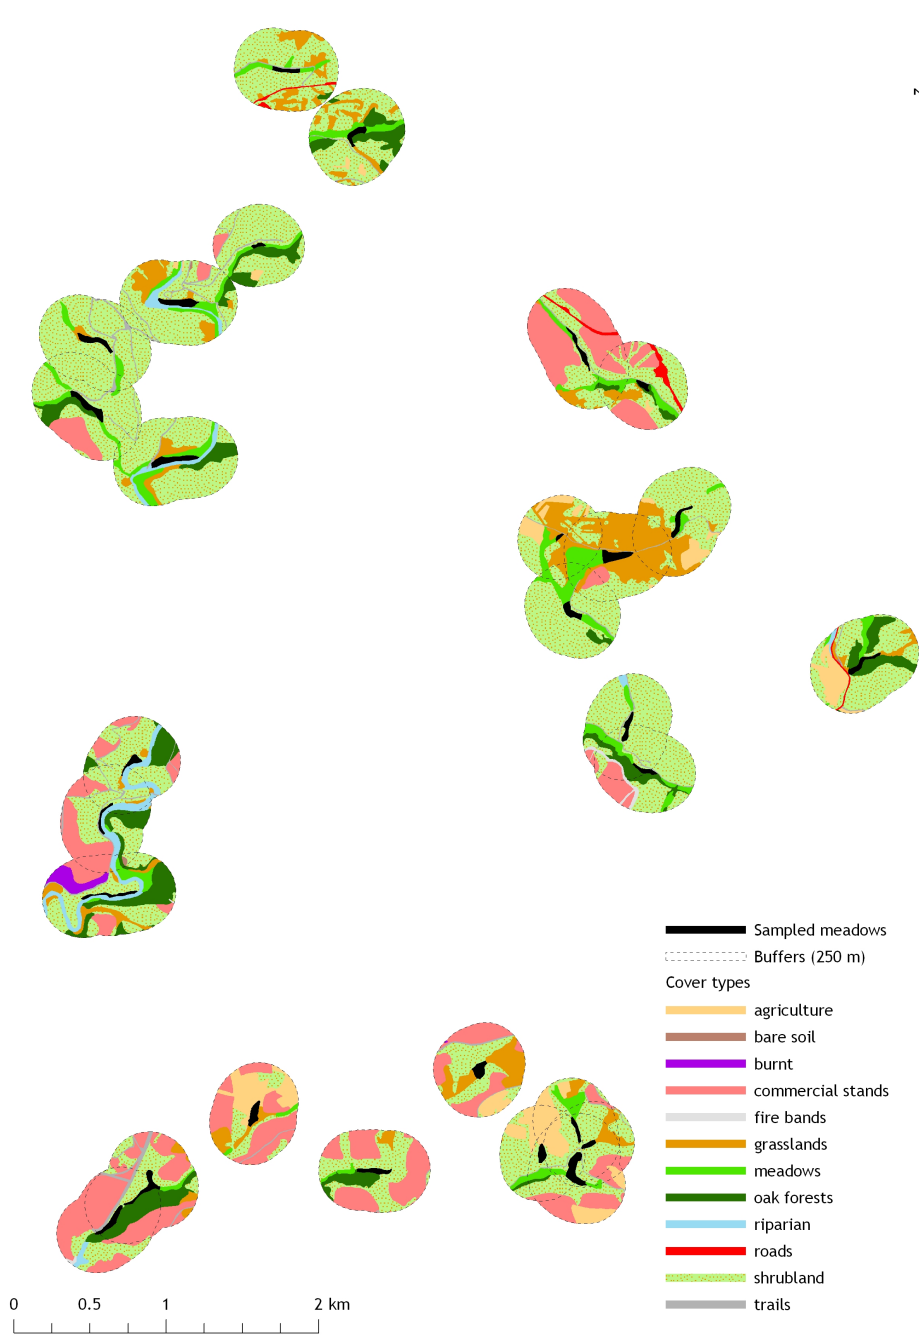 N
Sampled meadows
Buffers (250 m)
Cover types
agriculture
bare soil
burnt
commercial stands
fire bands
grasslands
meadows
oak forests
riparian
roads
shrubland
trails
0 0.5 1 2 km